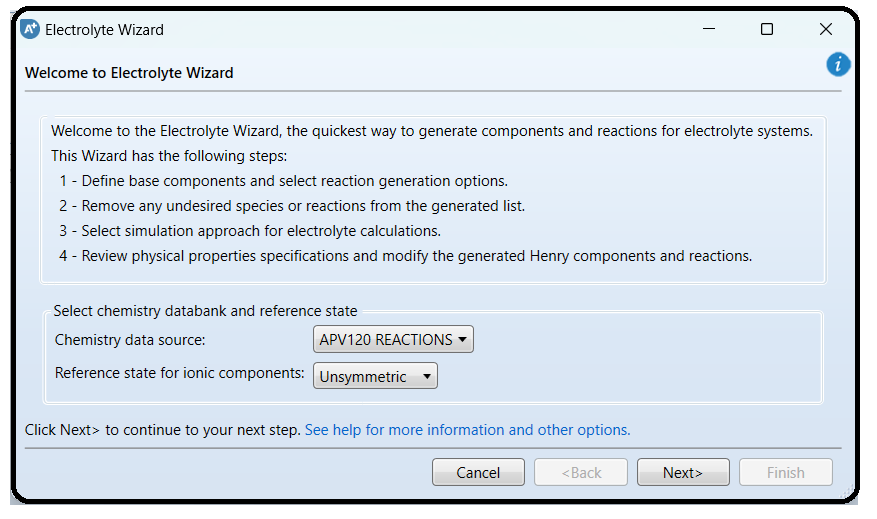 Electrolyte Wizard
Welcome to Electrolyte Wizard
Welcome to the Electrolyte Wizard, the quickest way to generate components and reactions for electrolyte systems.
This Wizard has the following steps:
1 - Define base components and select reaction generation options.
2 - Remove any undesired species or reactions from the generated list.
3 - Select simulation approach for electrolyte calculations.
4 - Review physical properties specifications and modify the generated Henry components and reactions.
Select chemistry databank and reference state
Chemistry data source: APV120 REACTIONS
Reference state for ionic components: Unsymmetric
Click Next> to continue to your next step. See help for more information and other options.
Cancel <Back Next> Finish